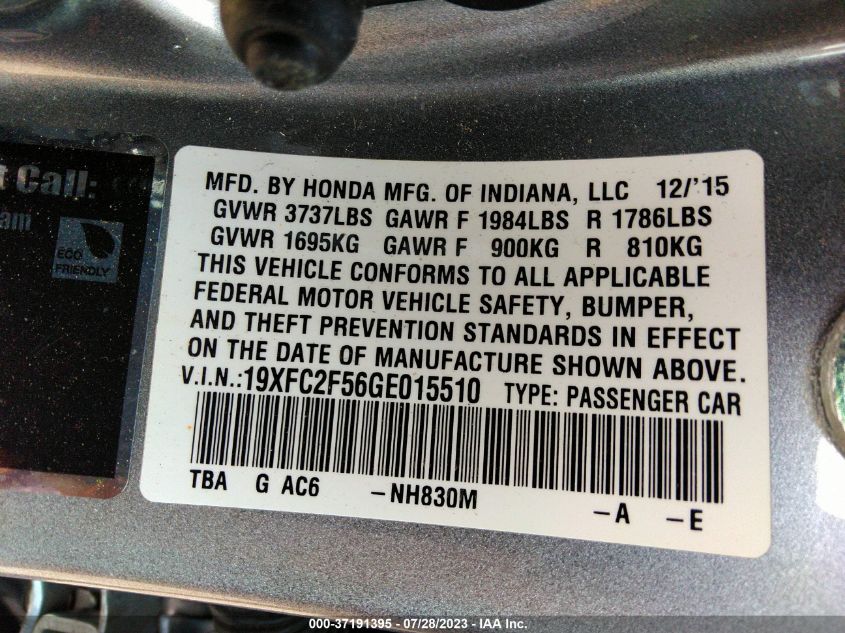 t Call:
am
ECO
FRIENDLY
MFD. BY HONDA MFG. OF INDIANA, LLC 12/'15
GVWR 3737LBS GAWR F 1984LBS R 1786LBS
GVWR 1695KG GAWR F 900KG R 810KG
THIS VEHICLE CONFORMS TO ALL APPLICABLE
FEDERAL MOTOR VEHICLE SAFETY, BUMPER,
AND THEFT PREVENTION STANDARDS IN EFFECT
ON THE DATE OF MANUFACTURE SHOWN ABOVE.
V.I.N.:19XFC2F56GE015510 TYPE: PASSENGER CAR
TBA G AC6 -NH830M -A -E
000-37191395 - 07/28/2023 - IAA Inc.